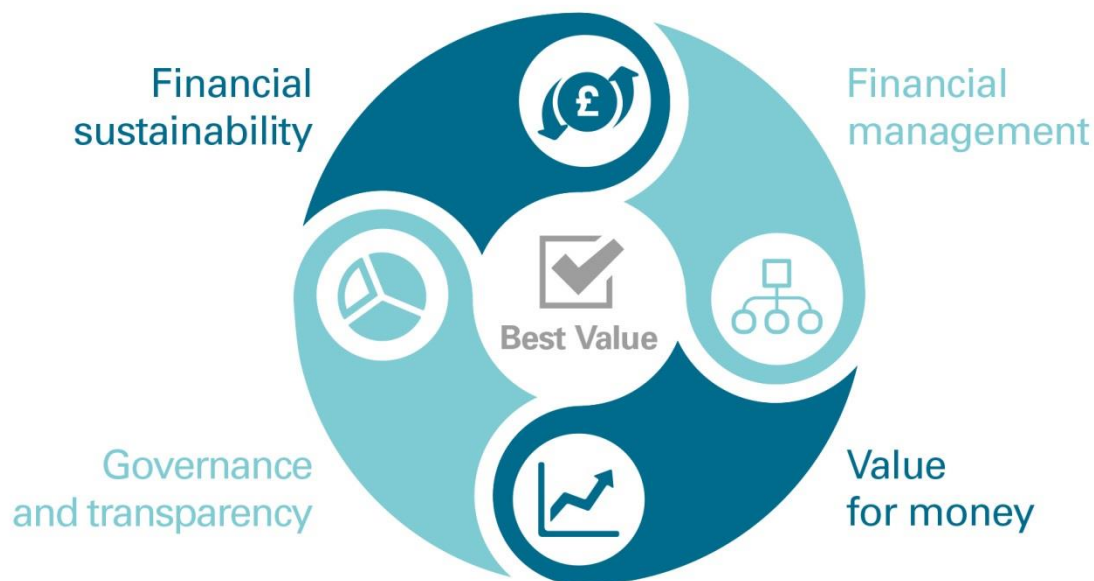 Financial
sustainability
Financial
management
£
Best Value
Governance
and transparency
Value
for money